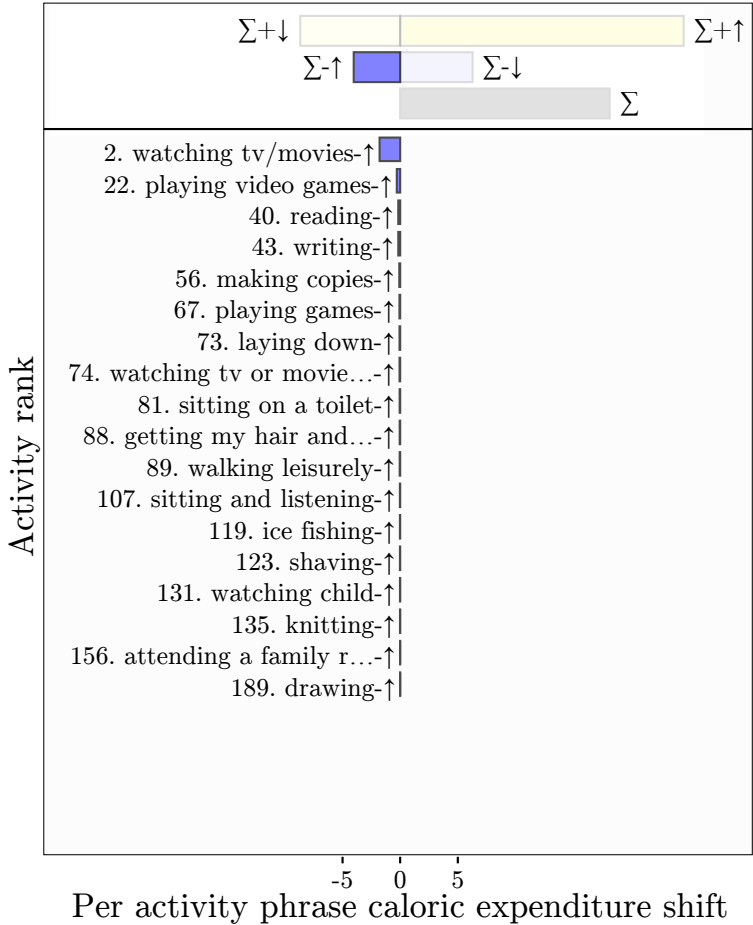 ∑+↓ ∑+↑
∑-↑ ∑-↓
∑
2. watching tv/movies-↑
22. playing video games-↑
40. reading-↑
43. writing-↑
56. making copies-↑
67. playing games-↑
73. laying down-↑
74. watching tv or movie...-↑
81. sitting on a toilet-↑
88. getting my hair and...-↑
89. walking leisurely-↑
107. sitting and listening-↑
119. ice fishing-↑
123. shaving-↑
131. watching child-↑
135. knitting-↑
156. attending a family r...-↑
189. drawing-↑
Activity rank
-5 0 5
Per activity phrase caloric expenditure shift